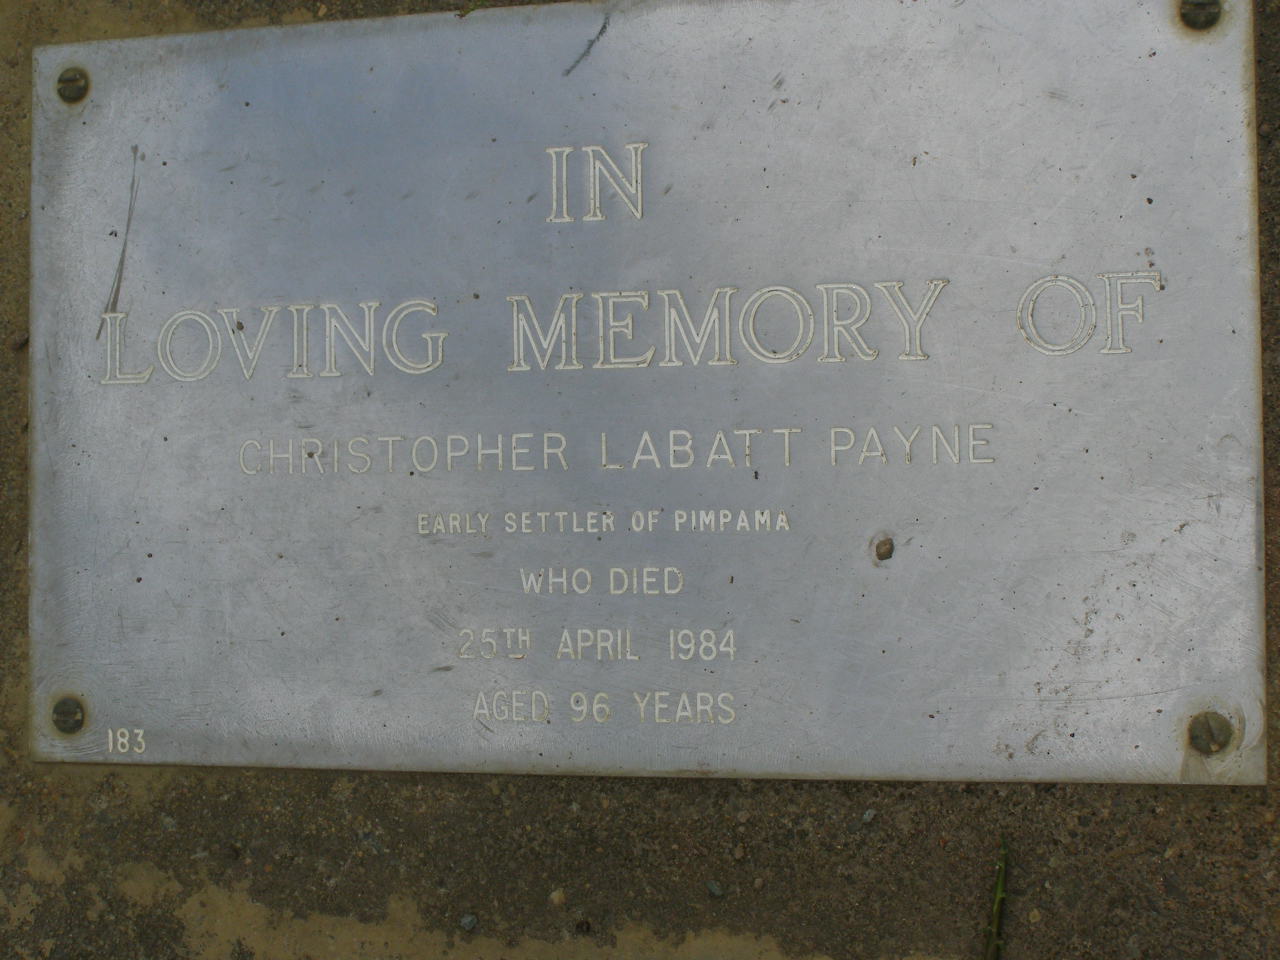 IN
LOVING MEMORY OF
CHRISTOPHER LABATT PAYNE
EARLY SETTLER OF PIMPAMA
WHO DIED
25TH APRIL 1984
AGED 96 YEARS
183